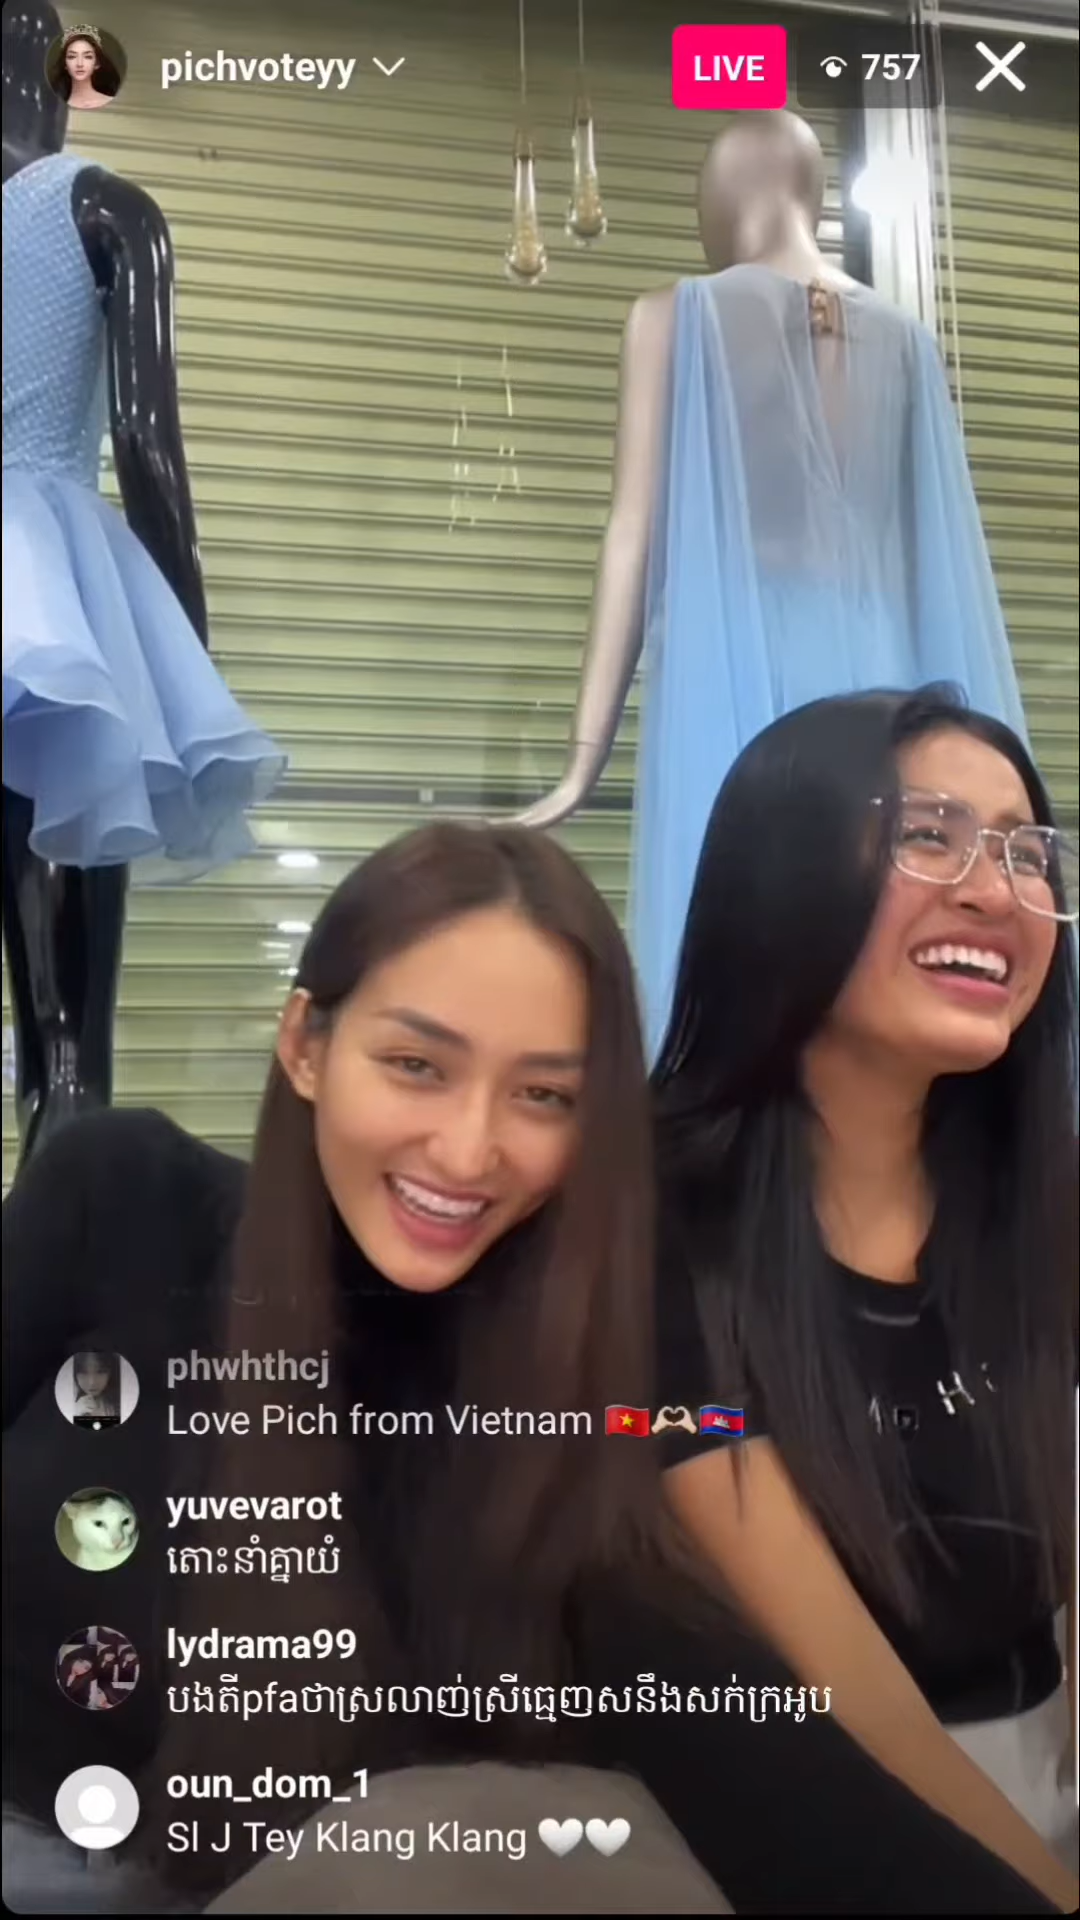 pichvoteyy
LIVE
757
phwhthcj
Love Pich from Vietnam 🇻🇳🫶🏻🇰🇭
yuvevarot
តោះនាំគ្នាយំ
lydrama99
បងតីpfaថាស្រលាញ់ស្រីធ្មេញសនឹងសក់ក្រអូប
oun_dom_1
Sl J Tey Klang Klang 🤍🤍